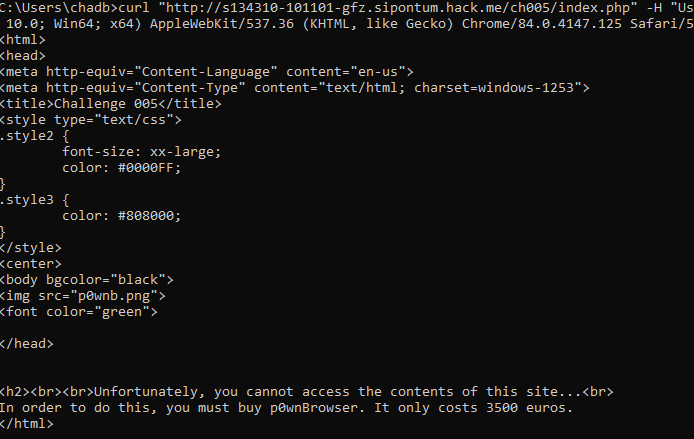 C:\Users\chadb>curl "http://s134310-101101-gfz.sipontum.hack.me/ch005/index.php" -H "Us
 10.0; Win64; x64) AppleWebKit/537.36 (KHTML, like Gecko) Chrome/84.0.4147.125 Safari/5
<html>
<head>
<meta http-equiv="Content-Language" content="en-us">
<meta http-equiv="Content-Type" content="text/html; charset=windows-1253">
<title>Challenge 005</title>
<style type="text/css">
.style2 {
        font-size: xx-large;
        color: #0000FF;
}
.style3 {
        color: #808000;
}
</style>
<center>
<body bgcolor="black">
<img src="p0wnb.png">
<font color="green">
</head>
<h2><br><br>Unfortunately, you cannot access the contents of this site...<br>
In order to do this, you must buy p0wnBrowser. It only costs 3500 euros.
</html>